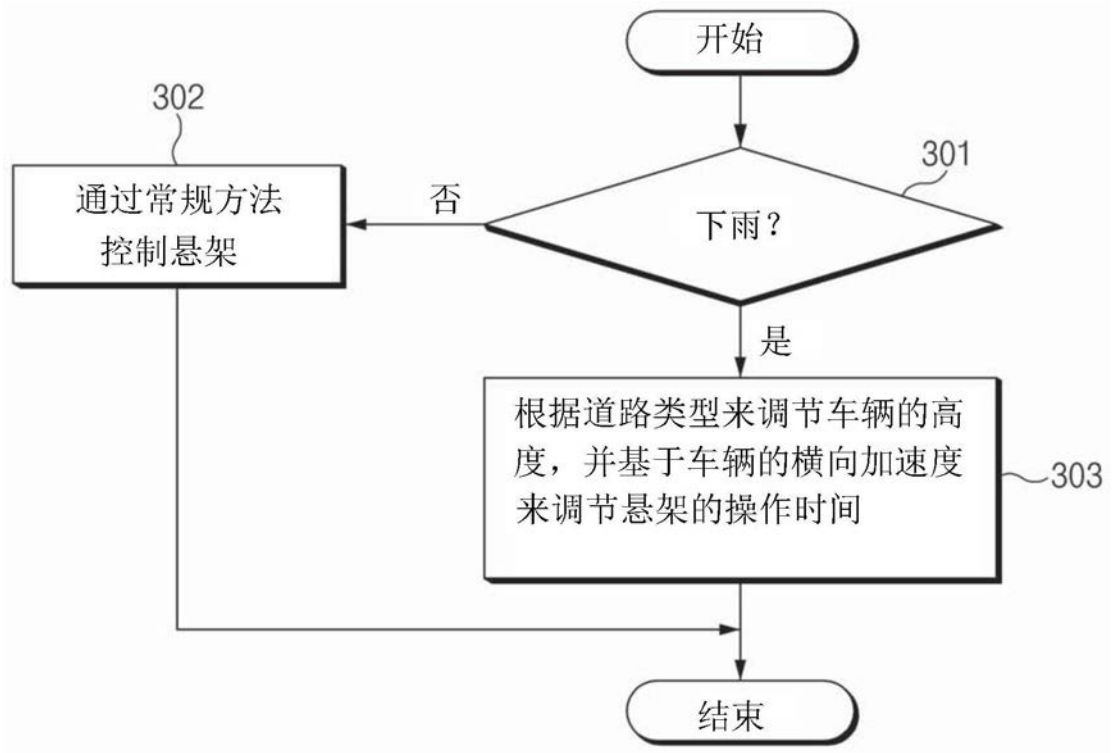 开始
301
下雨？
否
302
通过常规方法
控制悬架
是
根据道路类型来调节车辆的高
度，并基于车辆的横向加速度
来调节悬架的操作时间
303
结束